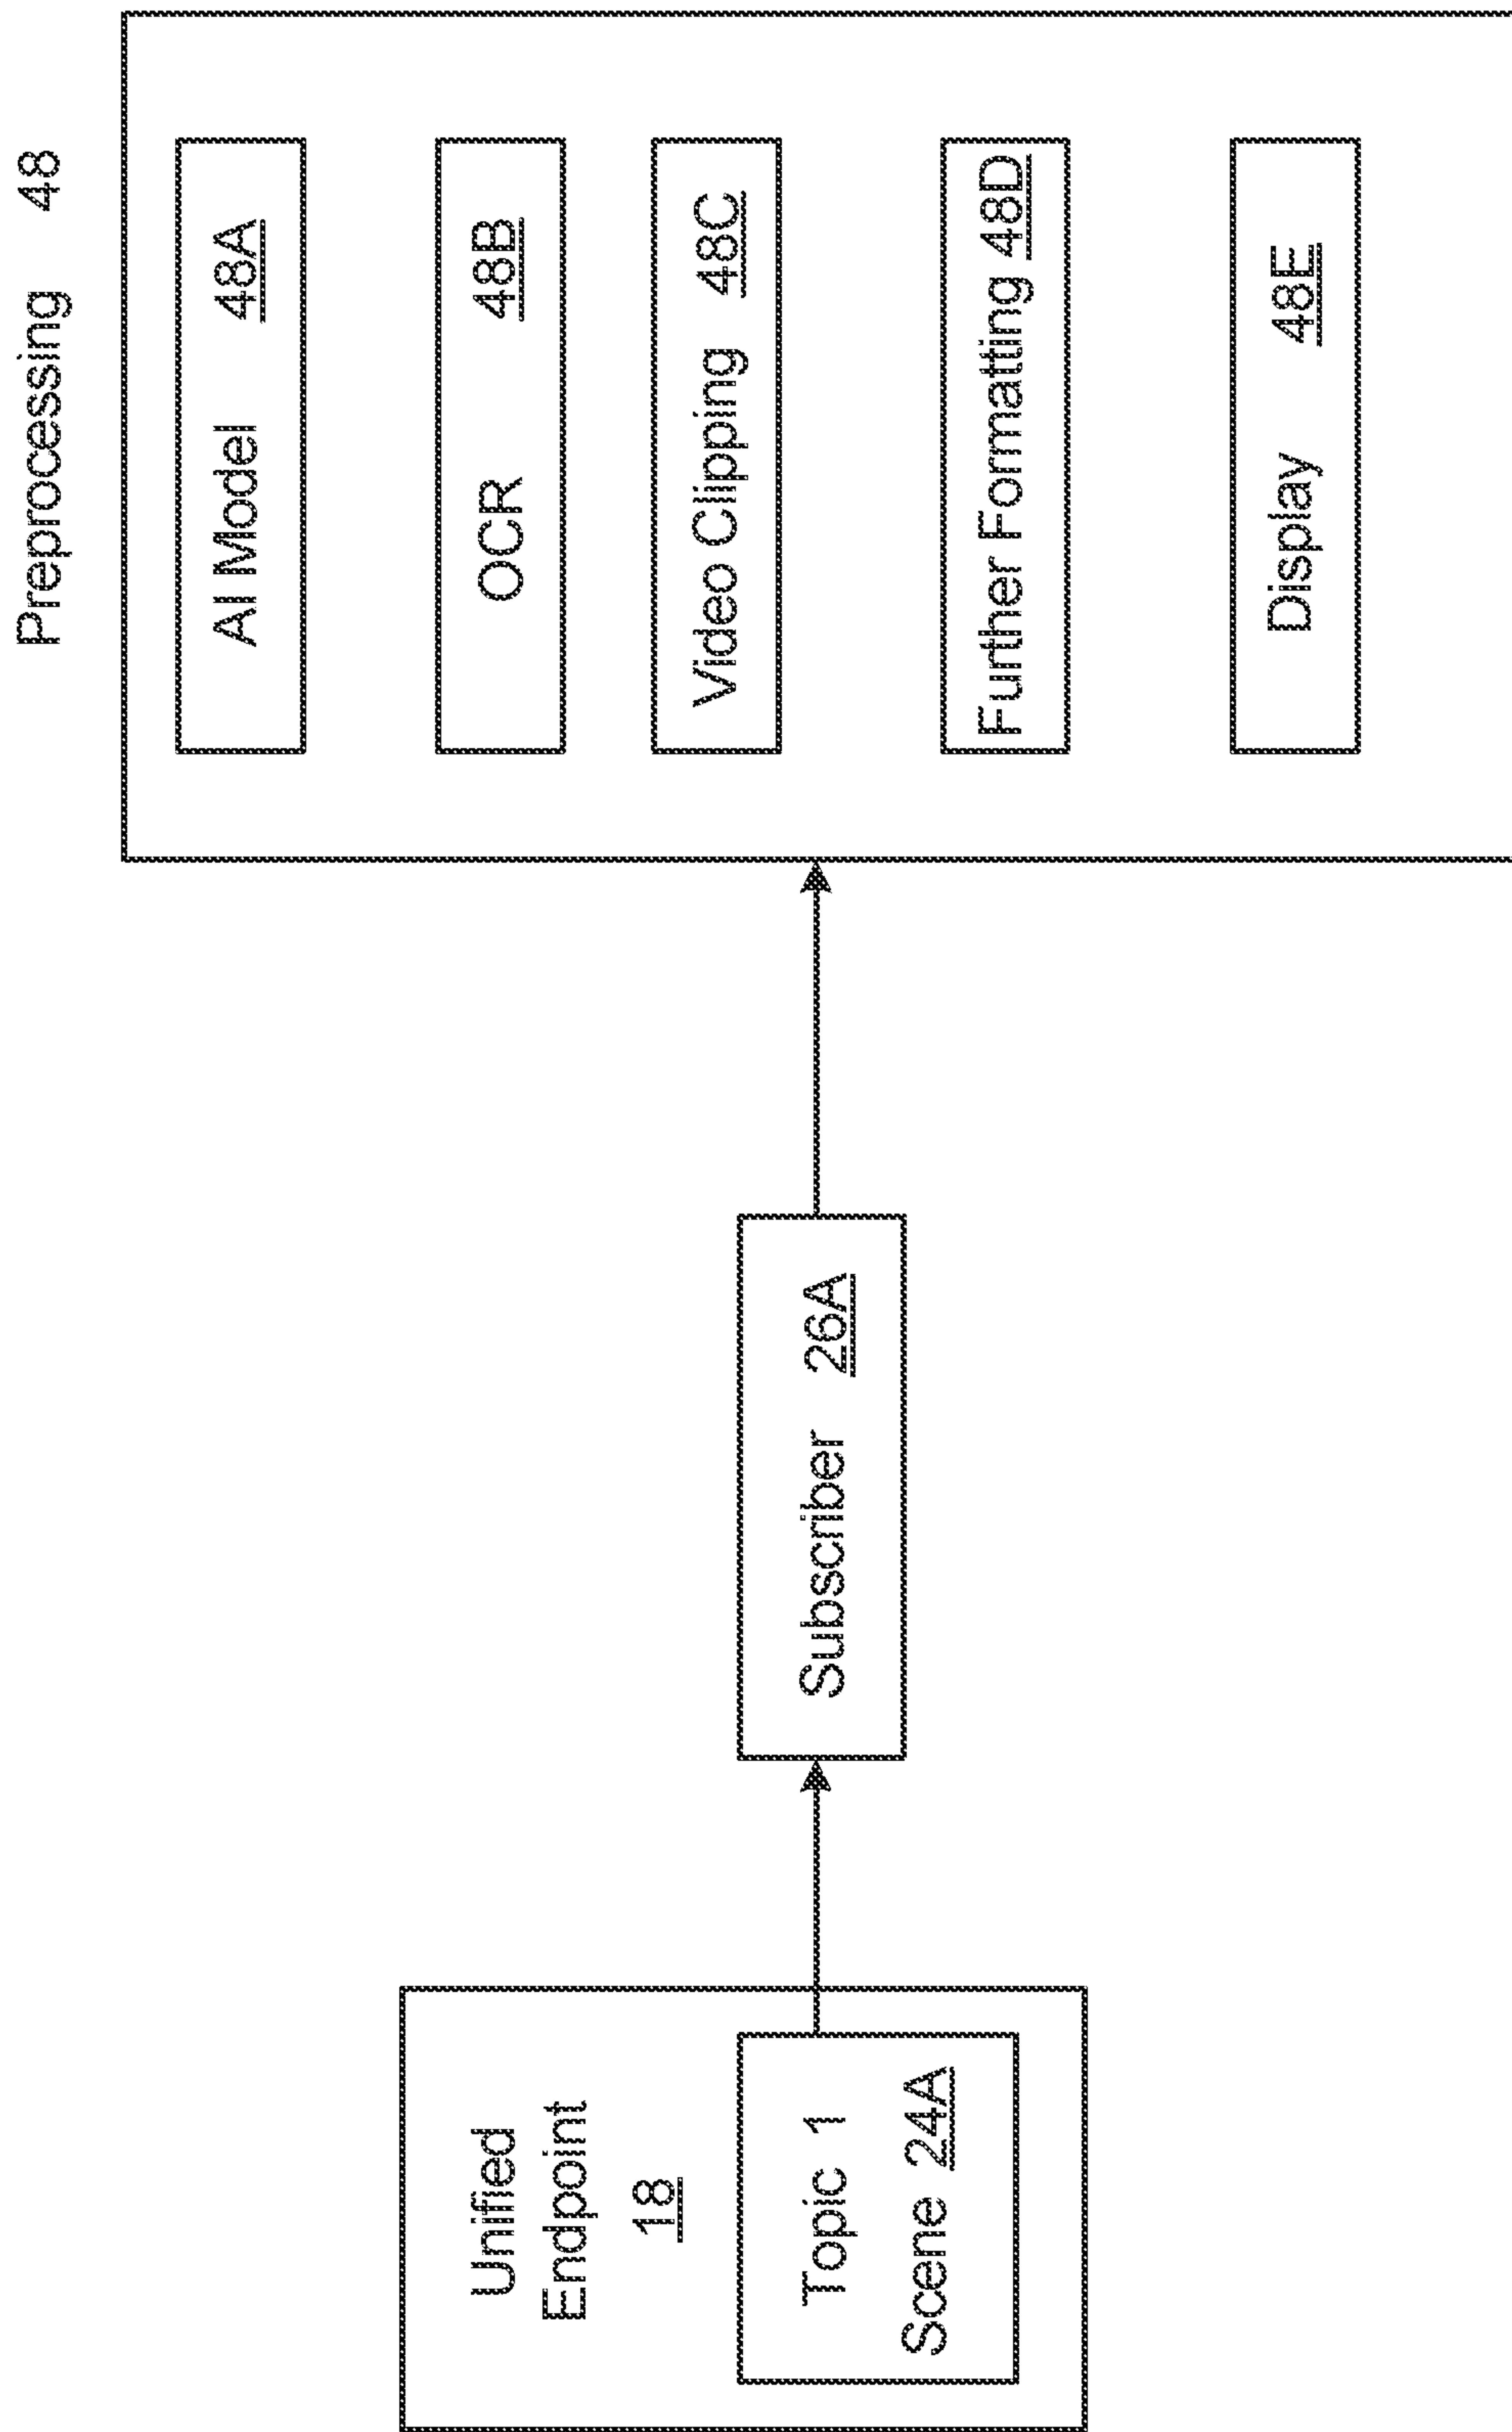 Unified
Endpoint
18
Topic 1
Scene 24A
Subscriber 26A
Preprocessing 48
AI Model 48A
OCR 48B
Video Clipping 48C
Further Formatting 48D
Display 48E